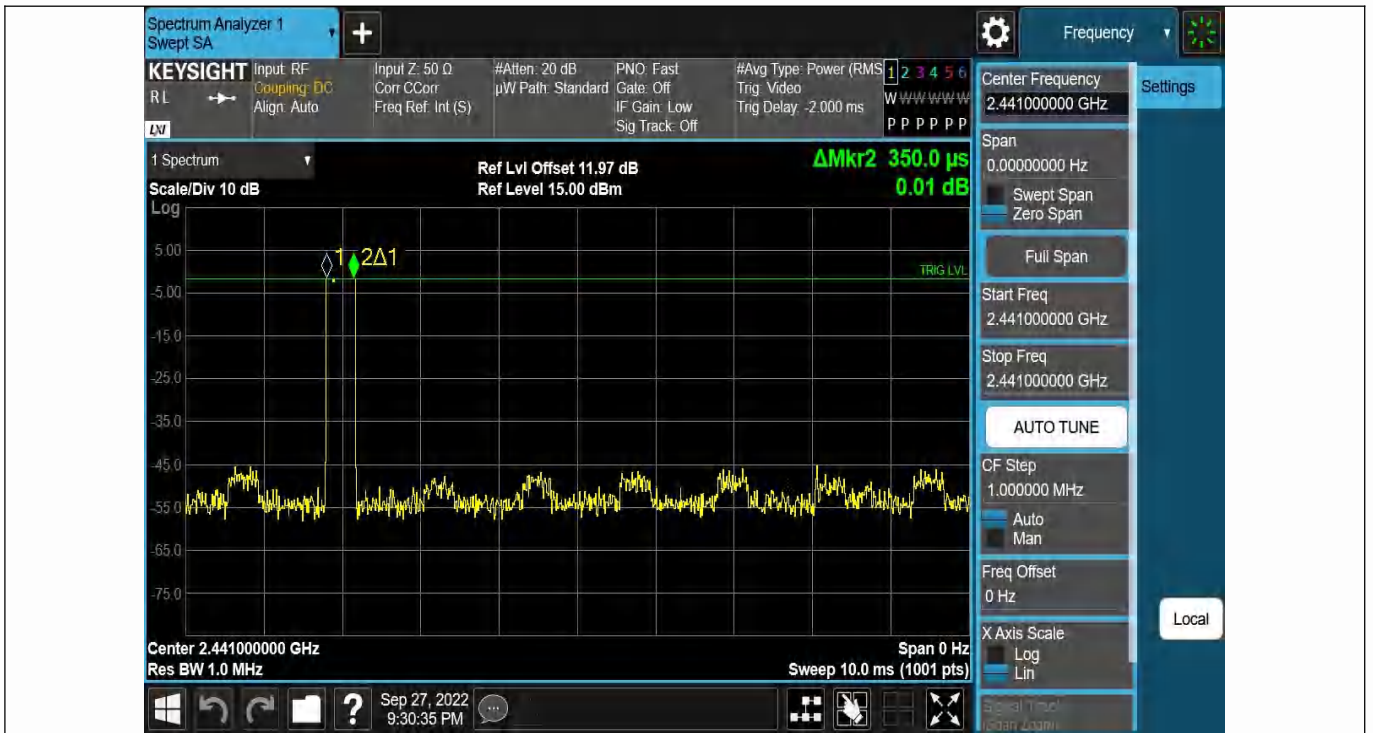 Spectrum Analyzer 1
Swept SA
Frequency
KEYSIGHT
RL
LXI
Input: RF
Coupling: DC
Align: Auto
Input Z: 50 Ω
Corr CCorr
Freq Ref: Int (S)
#Atten: 20 dB
µW Path: Standard
PNO: Fast
Gate: Off
IF Gain: Low
Sig Track: Off
#Avg Type: Power (RMS
Trig: Video
Trig Delay: -2.000 ms
1 2 3 4 5 6
W W W W W W
P P P P P P
Center Frequency
2.441000000 GHz
Settings
1 Spectrum
Scale/Div 10 dB
Ref Lvl Offset 11.97 dB
Ref Level 15.00 dBm
ΔMkr2 350.0 µs
0.01 dB
Span
0.00000000 Hz
Swept Span
Zero Span
Log
5.00
-5.00
-15.0
-25.0
-35.0
-45.0
-55.0
-65.0
-75.0
1
2Δ1
TRIG LVL
Full Span
Start Freq
2.441000000 GHz
Stop Freq
2.441000000 GHz
AUTO TUNE
CF Step
1.000000 MHz
Auto
Man
Freq Offset
0 Hz
X Axis Scale
Log
Lin
Local
Center 2.441000000 GHz
Res BW 1.0 MHz
Span 0 Hz
Sweep 10.0 ms (1001 pts)
Sep 27, 2022
9:30:35 PM
Signal Track
(Span Zoom)